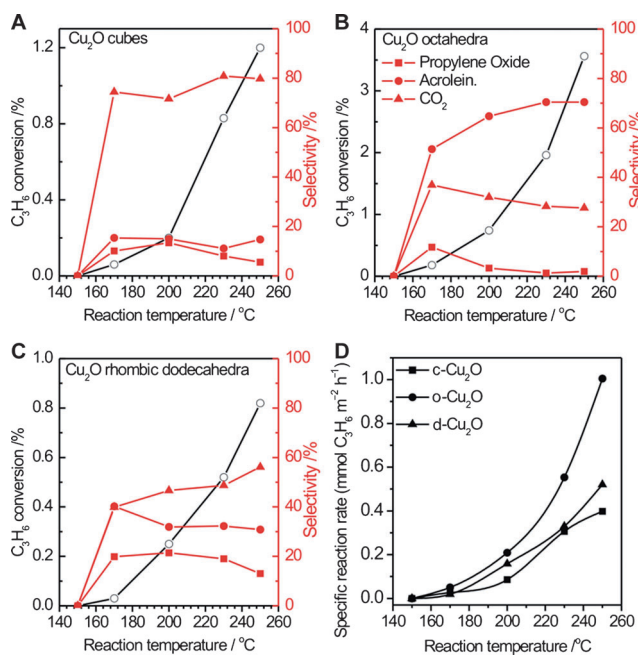 A
Cu₂O cubes
1.2
0.8
0.4
0.0
C₃H₆ conversion /%
100
80
60
40
20
0
Selectivity /%
140 160 180 200 220 240 260
Reaction temperature / °C
B
Cu₂O octahedra
Propylene Oxide
Acrolein.
CO₂
4
3
2
1
0
C₃H₆ conversion /%
100
80
60
40
20
0
Selectivity /%
140 160 180 200 220 240 260
Reaction temperature / °C
C
Cu₂O rhombic dodecahedra
1.0
0.8
0.6
0.4
0.2
0.0
C₃H₆ conversion /%
100
80
60
40
20
0
Selectivity /%
140 160 180 200 220 240 260
Reaction temperature / °C
D
c-Cu₂O
o-Cu₂O
d-Cu₂O
1.0
0.8
0.6
0.4
0.2
0.0
Specific reaction rate (mmol C₃H₆ m⁻² h⁻¹)
140 160 180 200 220 240 260
Reaction temperature /°C